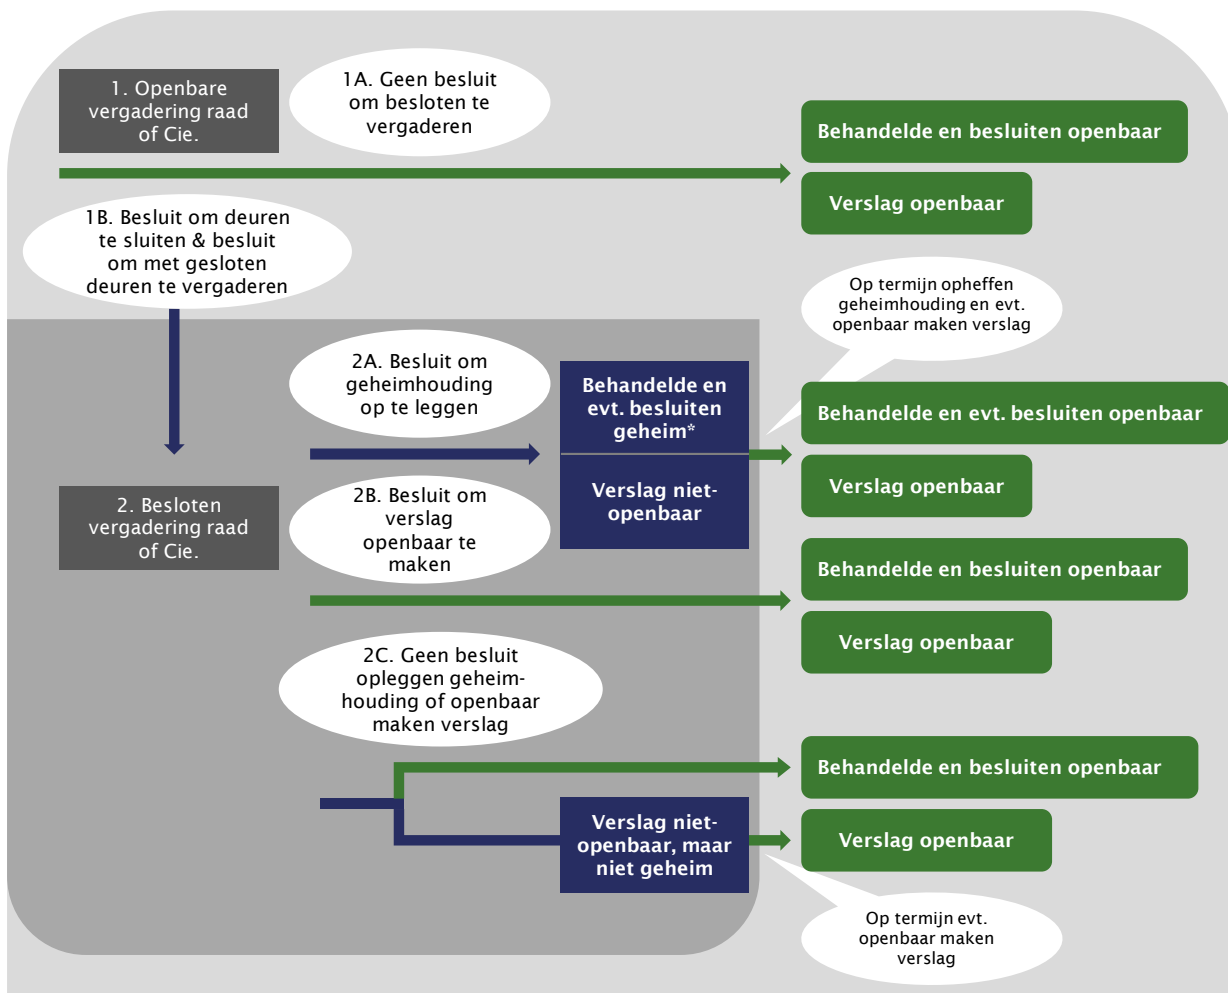 1. Openbare
vergadering raad
of Cie.
1A. Geen besluit
om besloten te
vergaderen
Behandelde en besluiten openbaar
Verslag openbaar
1B. Besluit om deuren
te sluiten & besluit
om met gesloten
deuren te vergaderen
Op termijn opheffen
geheimhouding en evt.
openbaar maken verslag
2A. Besluit om
geheimhouding
op te leggen
Behandelde en
evt. besluiten
geheim*
Behandelde en evt. besluiten openbaar
Verslag openbaar
2. Besloten
vergadering raad
of Cie.
2B. Besluit om
verslag
openbaar te
maken
Verslag niet-
openbaar
Behandelde en besluiten openbaar
Verslag openbaar
2C. Geen besluit
opleggen geheim-
houding of openbaar
maken verslag
Behandelde en besluiten openbaar
Verslag niet-
openbaar, maar
niet geheim
Verslag openbaar
Op termijn evt.
openbaar maken
verslag